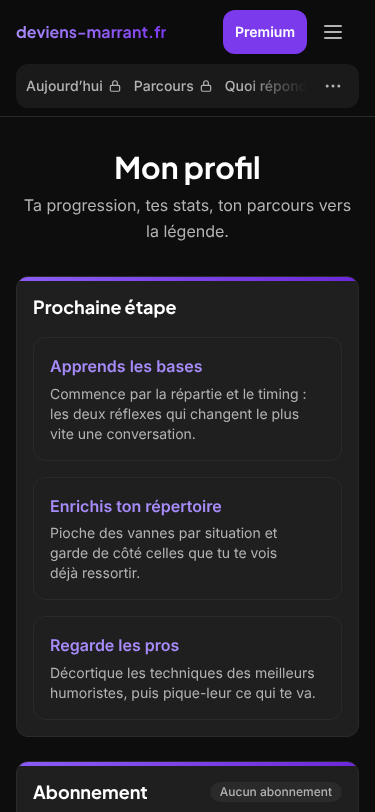 deviens-marrant.fr
Premium
Aujourd’hui
Parcours
Quoi répond
Mon profil
Ta progression, tes stats, ton parcours vers
la légende.
Prochaine étape
Apprends les bases
Commence par la répartie et le timing :
les deux réflexes qui changent le plus
vite une conversation.
Enrichis ton répertoire
Pioche des vannes par situation et
garde de côté celles que tu te vois
déjà ressortir.
Regarde les pros
Décortique les techniques des meilleurs
humoristes, puis pique-leur ce qui te va.
Abonnement
Aucun abonnement